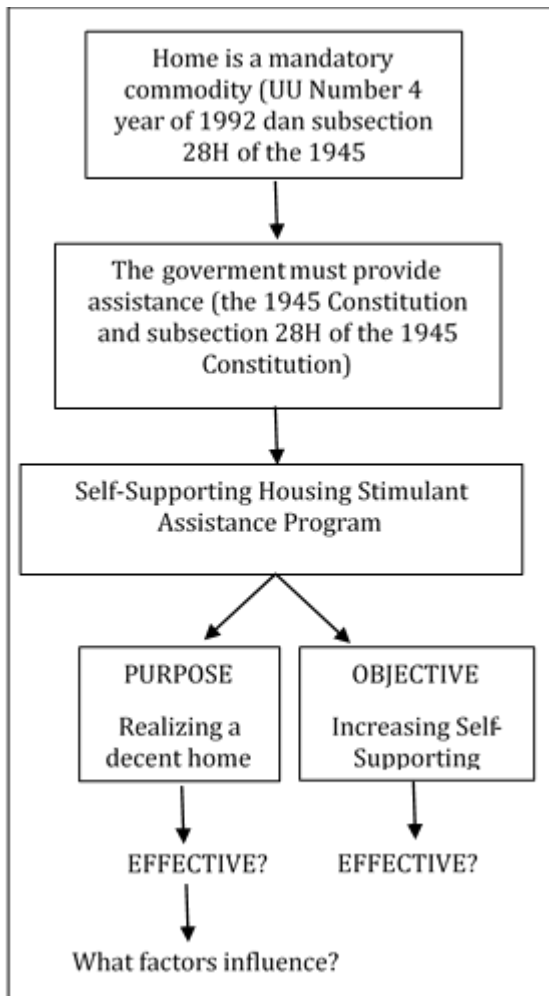 Home is a mandatory
commodity (UU Number 4
year of 1992 dan subsection
28H of the 1945
The goverment must provide
assistance (the 1945 Constitution
and subsection 28H of the 1945
Constitution)
Self-Supporting Housing Stimulant
Assistance Program
PURPOSE
Realizing a
decent home
OBJECTIVE
Increasing Self-
Supporting
EFFECTIVE?
EFFECTIVE?
What factors influence?